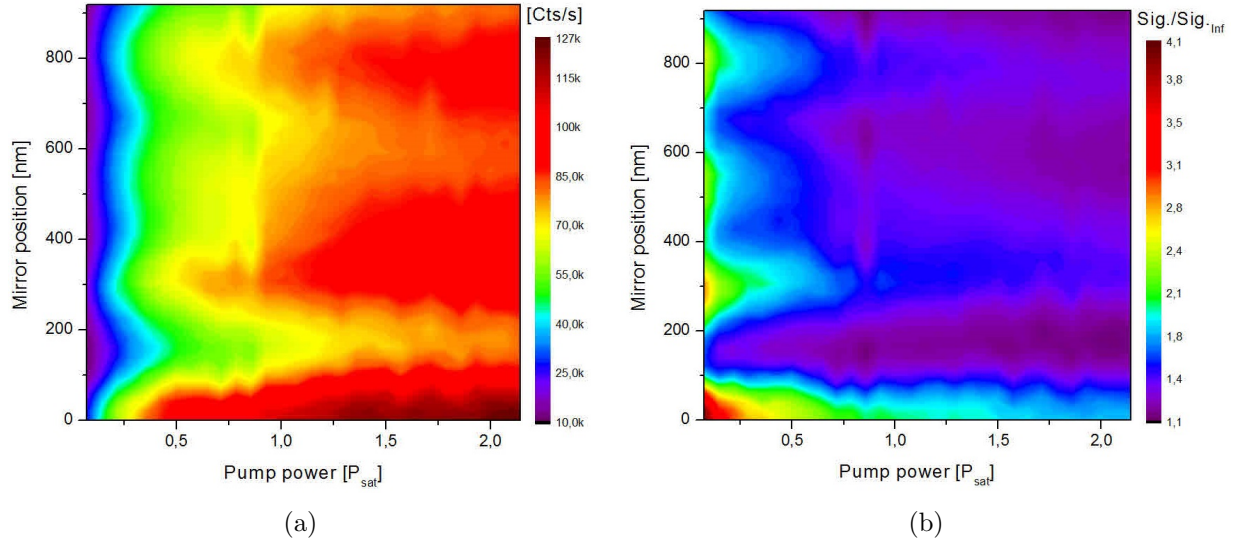 [Cts/s]
800
600
400
200
0
Mirror position [nm]
0,5
1,0
1,5
2,0
Pump power [P_sat]
127k
115k
100k
85,0k
70,0k
55,0k
40,0k
25,0k
10,0k
(a)
Sig./Sig._Inf
800
600
400
200
0
Mirror position [nm]
0,5
1,0
1,5
2,0
Pump power [P_sat]
4,1
3,8
3,5
3,1
2,8
2,4
2,1
1,8
1,4
1,1
(b)